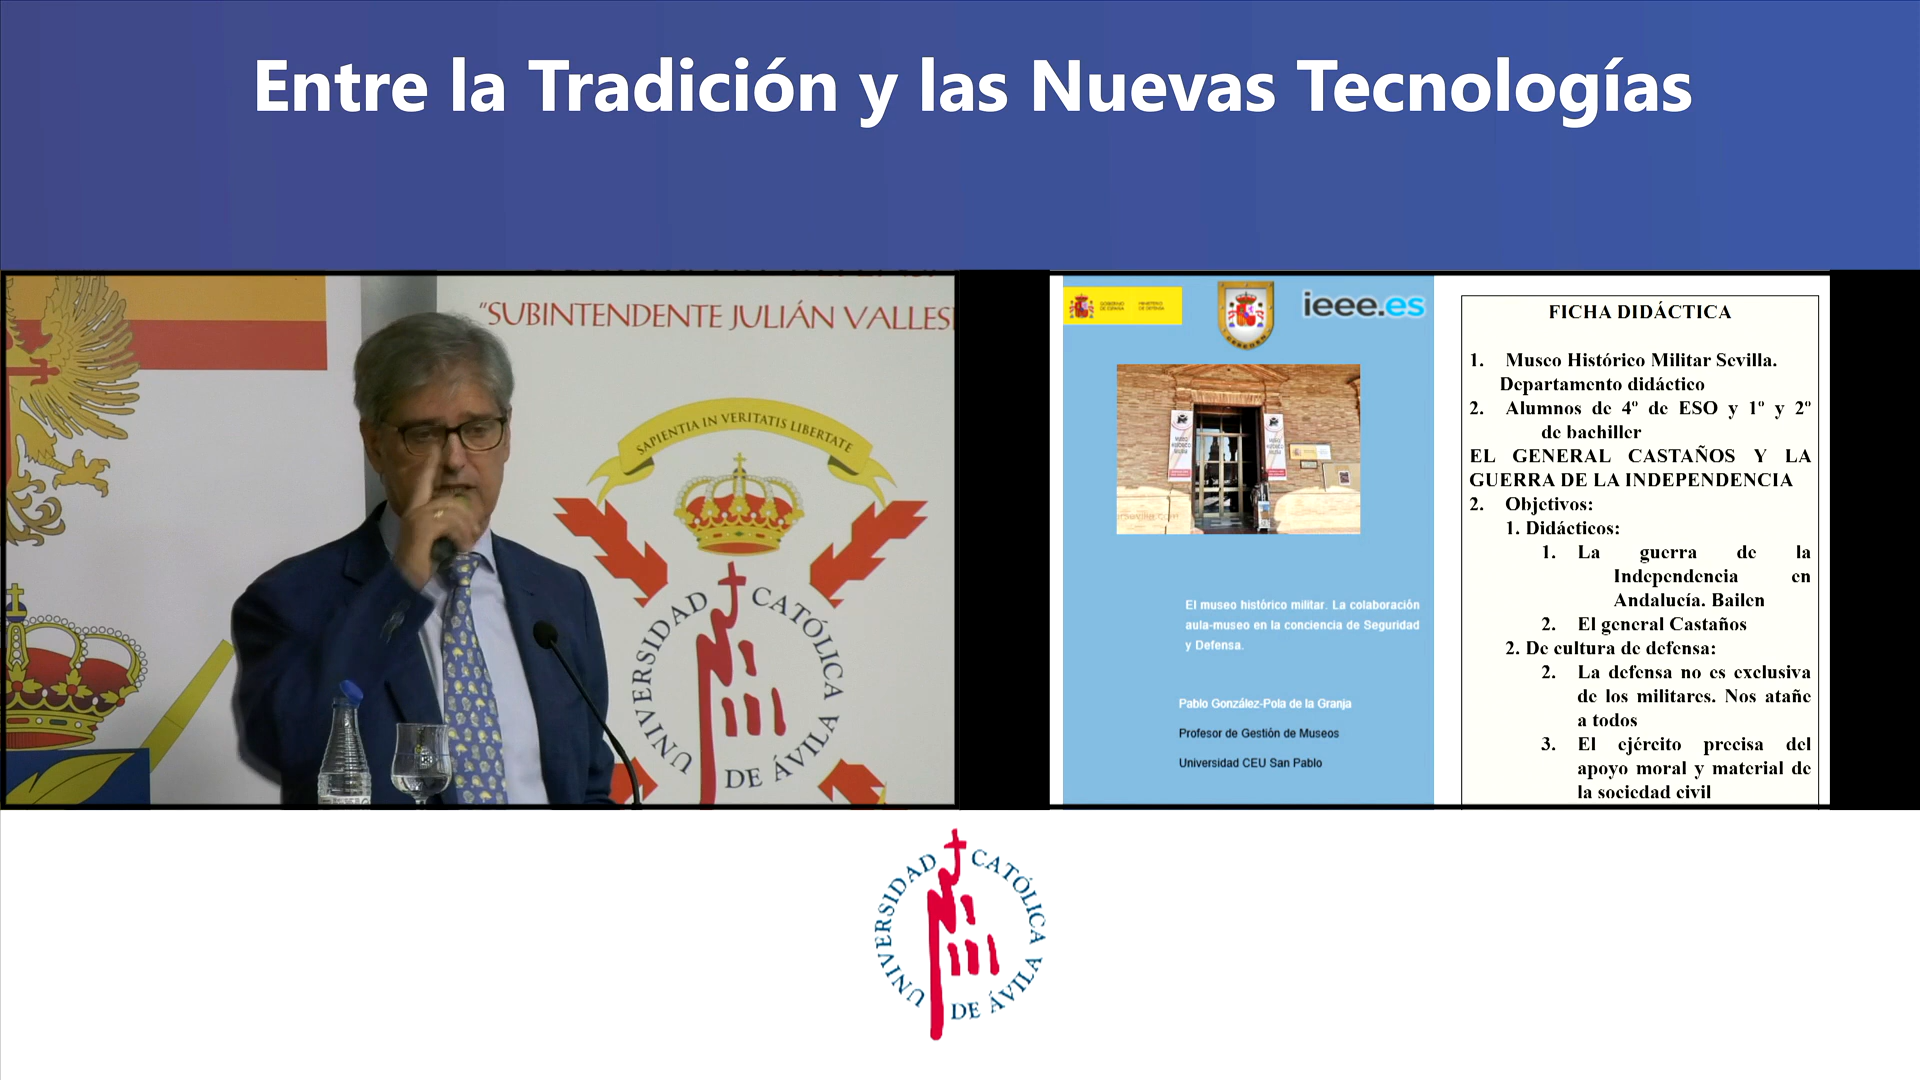 Entre la Tradición y las Nuevas Tecnologías
"SUBINTENDENTE JULIÁN
SAPIENTIA IN VERITATIS LIBERTATE
UNIVERSIDAD CATÓLICA DE ÁVILA
GOBIERNO DE ESPAÑA
MINISTERIO DE DEFENSA
CESEDEN
ieee.es
El museo histórico militar. La colaboración
aula-museo en la conciencia de Seguridad
y Defensa.
Pablo González-Pola de la Granja
Profesor de Gestión de Museos
Universidad CEU San Pablo
FICHA DIDÁCTICA
1. Museo Histórico Militar Sevilla.
Departamento didáctico
2. Alumnos de 4º de ESO y 1º y 2º
de bachiller
EL GENERAL CASTAÑOS Y LA
GUERRA DE LA INDEPENDENCIA
2. Objetivos:
1. Didácticos:
1. La guerra de la
Independencia en
Andalucía. Bailen
2. El general Castaños
2. De cultura de defensa:
2. La defensa no es exclusiva
de los militares. Nos atañe
a todos
3. El ejército precisa del
apoyo moral y material de
la sociedad civil
UNIVERSIDAD CATÓLICA DE ÁVILA